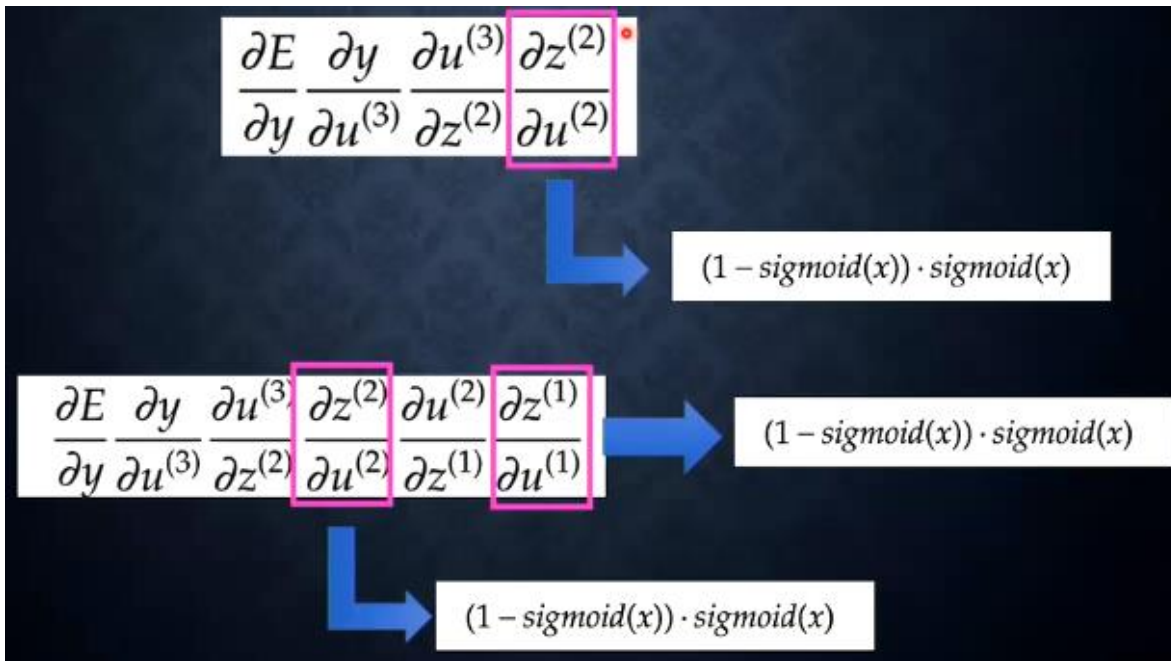 ∂E/∂y ∂y/∂u⁽³⁾ ∂u⁽³⁾/∂z⁽²⁾ ∂z⁽²⁾/∂u⁽²⁾
(1 − sigmoid(x)) · sigmoid(x)
∂E/∂y ∂y/∂u⁽³⁾ ∂u⁽³⁾/∂z⁽²⁾ ∂z⁽²⁾/∂u⁽²⁾ ∂u⁽²⁾/∂z⁽¹⁾ ∂z⁽¹⁾/∂u⁽¹⁾
(1 − sigmoid(x)) · sigmoid(x)
(1 − sigmoid(x)) · sigmoid(x)